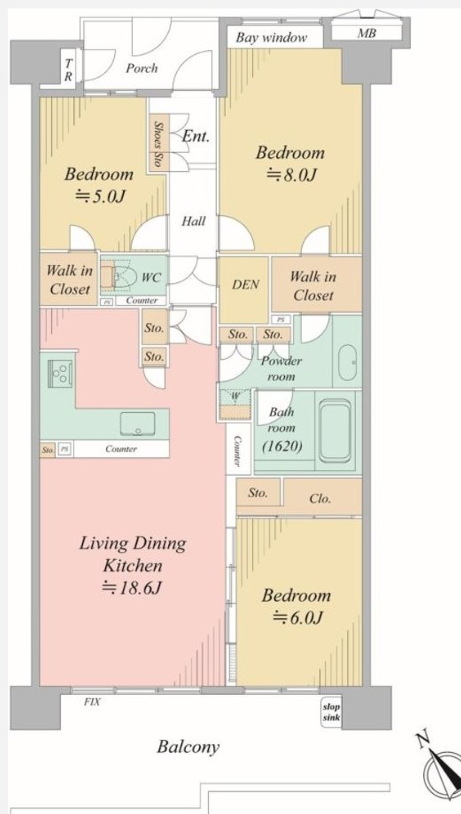 MB
Bay window
T
R
Porch
Shoes Sto
Ent.
Bedroom
≒5.0J
Bedroom
≒8.0J
Hall
Walk in
Closet
WC
PS
Counter
DEN
Walk in
Closet
Sto.
Sto.
Sto.
Sto.
PS
Powder
room
W
Bath
room
(1620)
Sto.
PS
Counter
Counter
Sto.
Clo.
Living Dining
Kitchen
≒18.6J
Bedroom
≒6.0J
FIX
slop
sink
Balcony
N